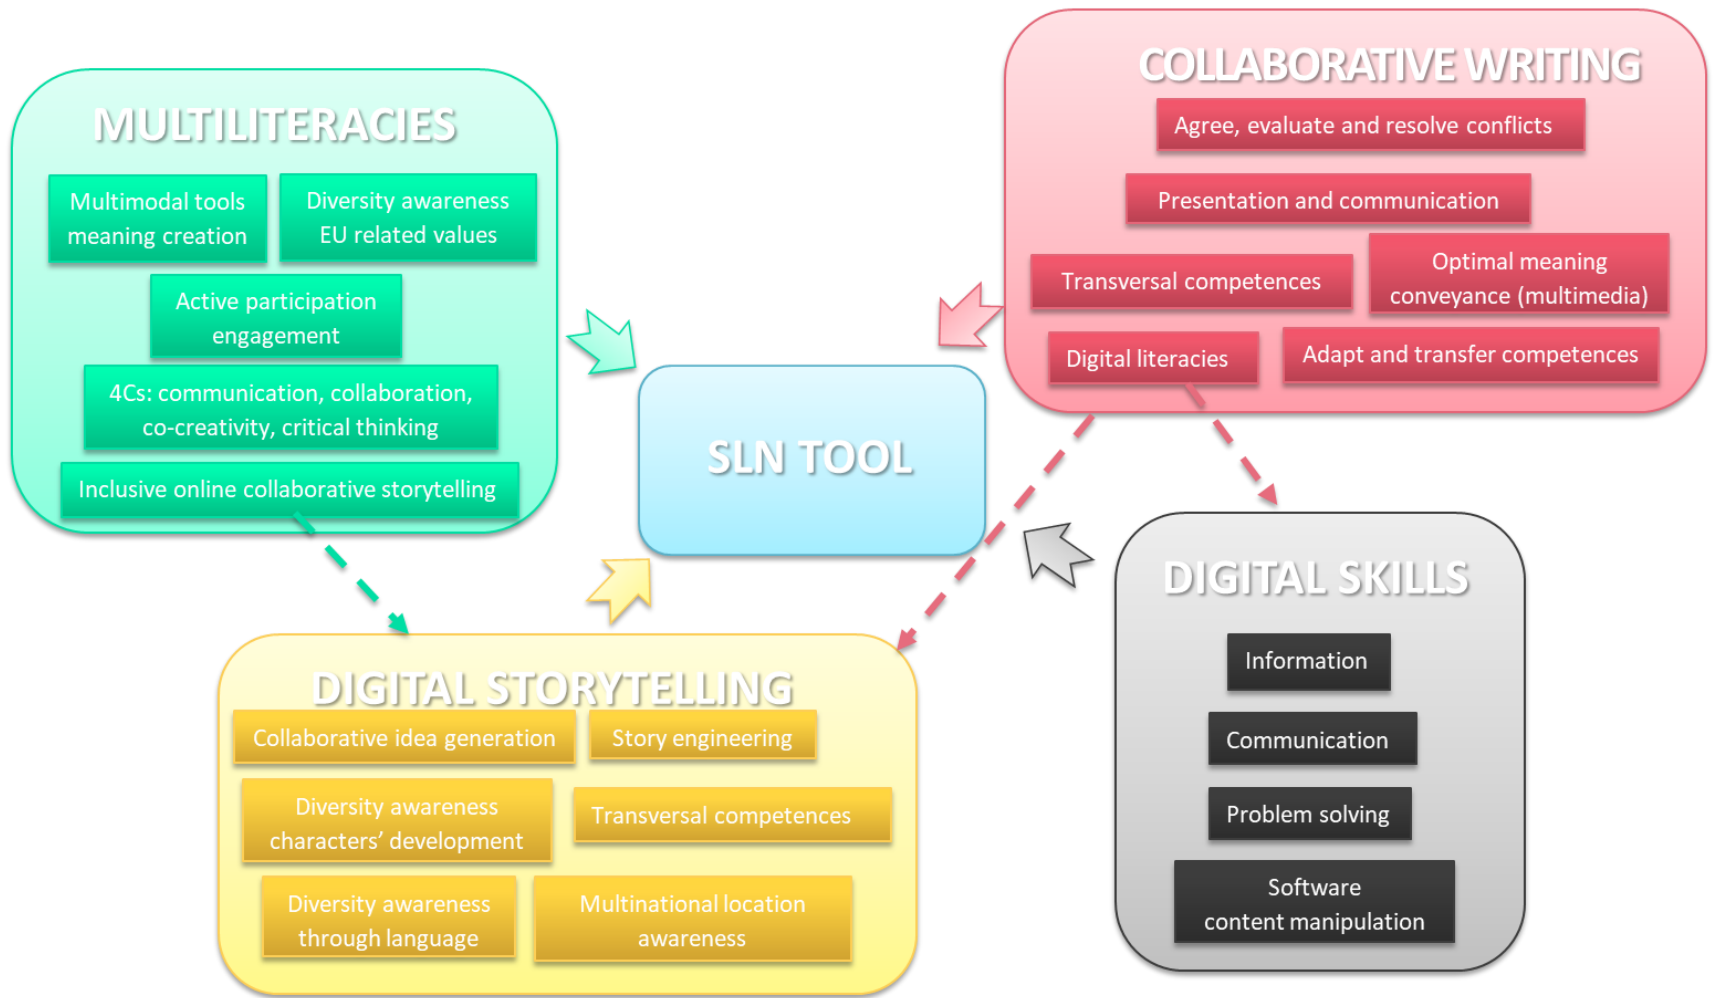 MULTILITERACIES
Multimodal tools
meaning creation
Diversity awareness
EU related values
Active participation
engagement
4Cs: communication, collaboration,
co-creativity, critical thinking
Inclusive online collaborative storytelling
COLLABORATIVE WRITING
Agree, evaluate and resolve conflicts
Presentation and communication
Transversal competences
Optimal meaning
conveyance (multimedia)
Digital literacies
Adapt and transfer competences
SLN TOOL
DIGITAL STORYTELLING
Collaborative idea generation
Story engineering
Diversity awareness
characters’ development
Transversal competences
Diversity awareness
through language
Multinational location
awareness
DIGITAL SKILLS
Information
Communication
Problem solving
Software
content manipulation